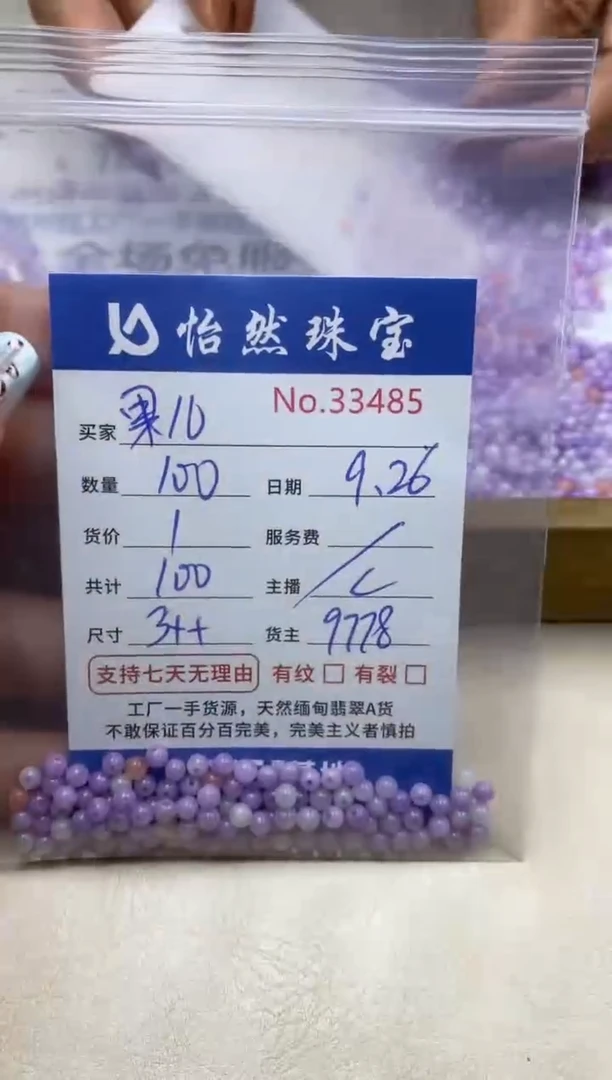 怡然珠宝
No.33485
买家 果10
数量 100 日期 9.26
货价 1 服务费 /
共计 100 主播 C
尺寸 3++ 货主 9778
支持七天无理由 有纹 □ 有裂 □
工厂一手货源，天然缅甸翡翠A货
不敢保证百分百完美，完美主义者慎拍